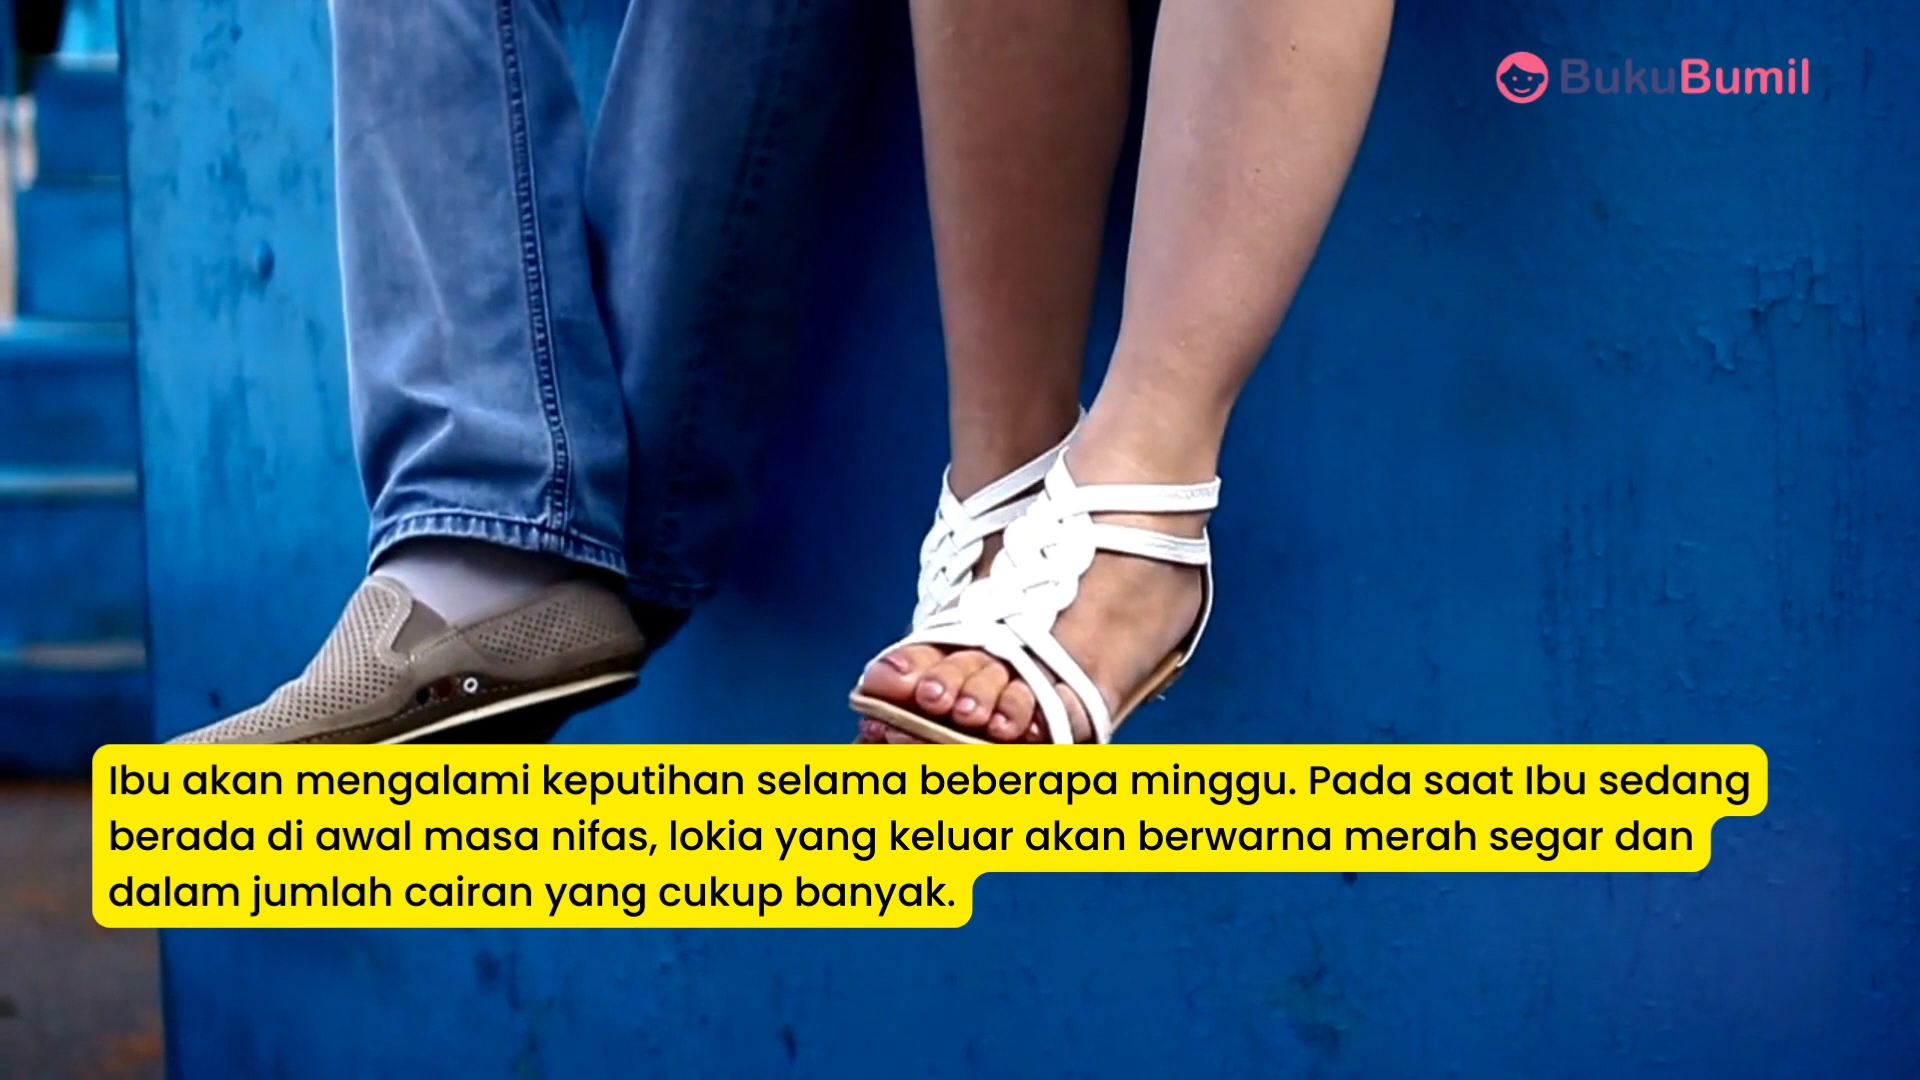 BukuBumil
Ibu akan mengalami keputihan selama beberapa minggu. Pada saat Ibu sedang
berada di awal masa nifas, lokia yang keluar akan berwarna merah segar dan
dalam jumlah cairan yang cukup banyak.